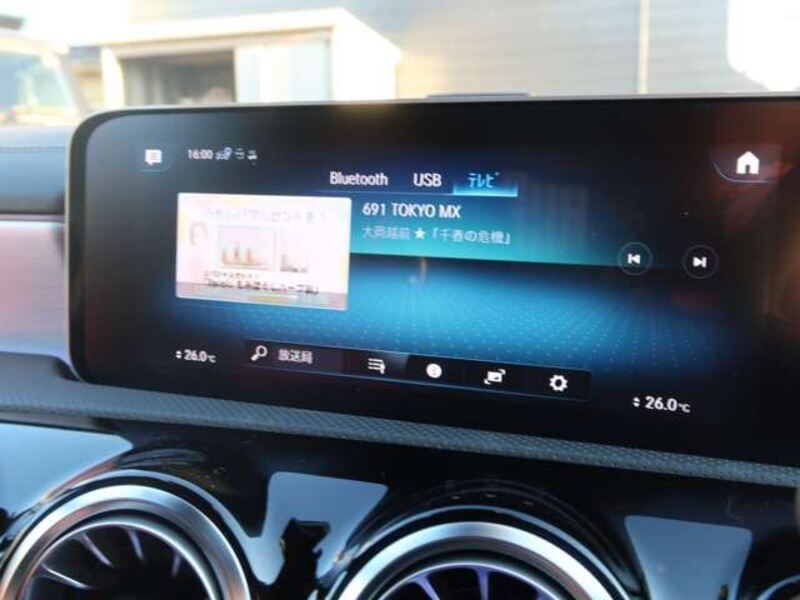 16:00
Bluetooth USB テレビ
691 TOKYO MX
大岡越前★「千春の危機」
26.0℃
放送局
26.0℃